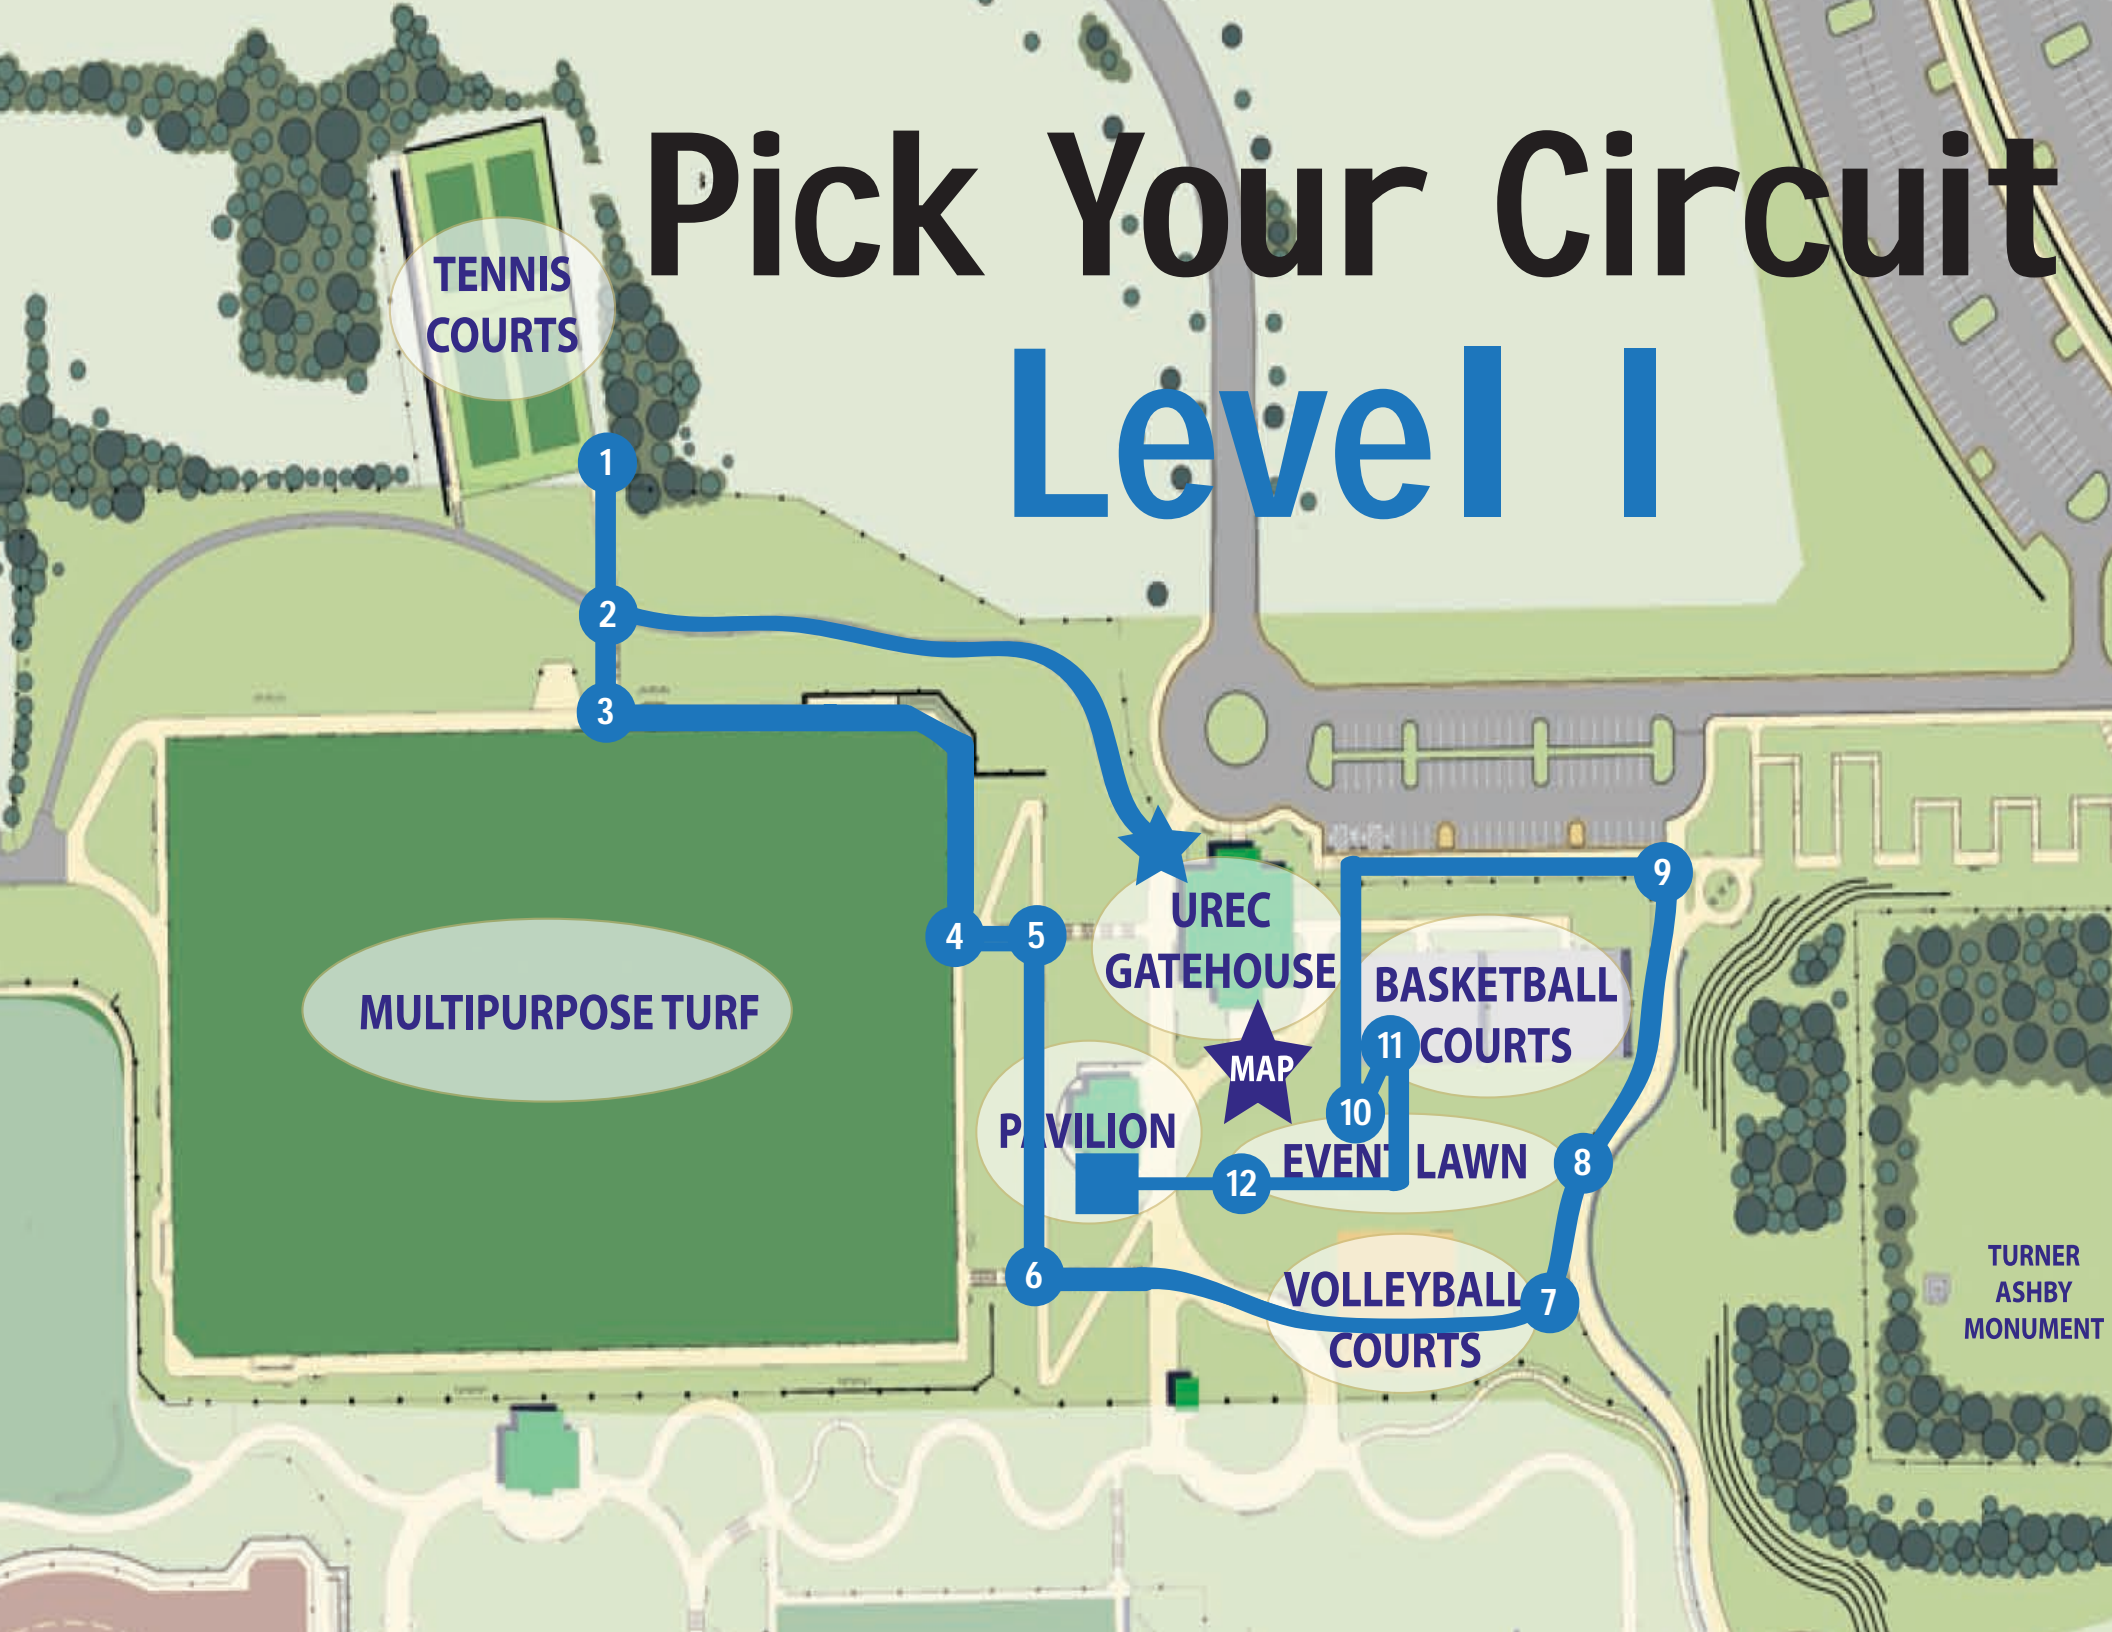 Pick Your Circuit
Level I
TENNIS
COURTS
1
2
3
4
5
UREC
GATEHOUSE
9
MULTIPURPOSE TURF
BASKETBALL
COURTS
11
MAP
10
PAVILION
EVENT LAWN
8
12
6
VOLLEYBALL
COURTS
7
TURNER
ASHBY
MONUMENT